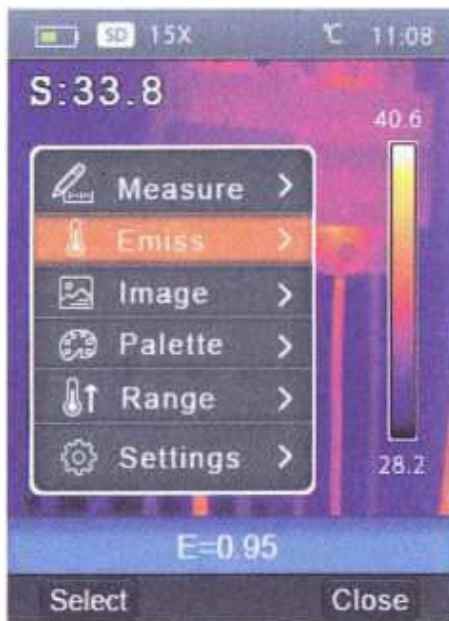 SD 15X ℃ 11:08
S:33.8
40.6
Measure >
Emiss >
Image >
Palette >
Range >
Settings >
28.2
E=0.95
Select Close